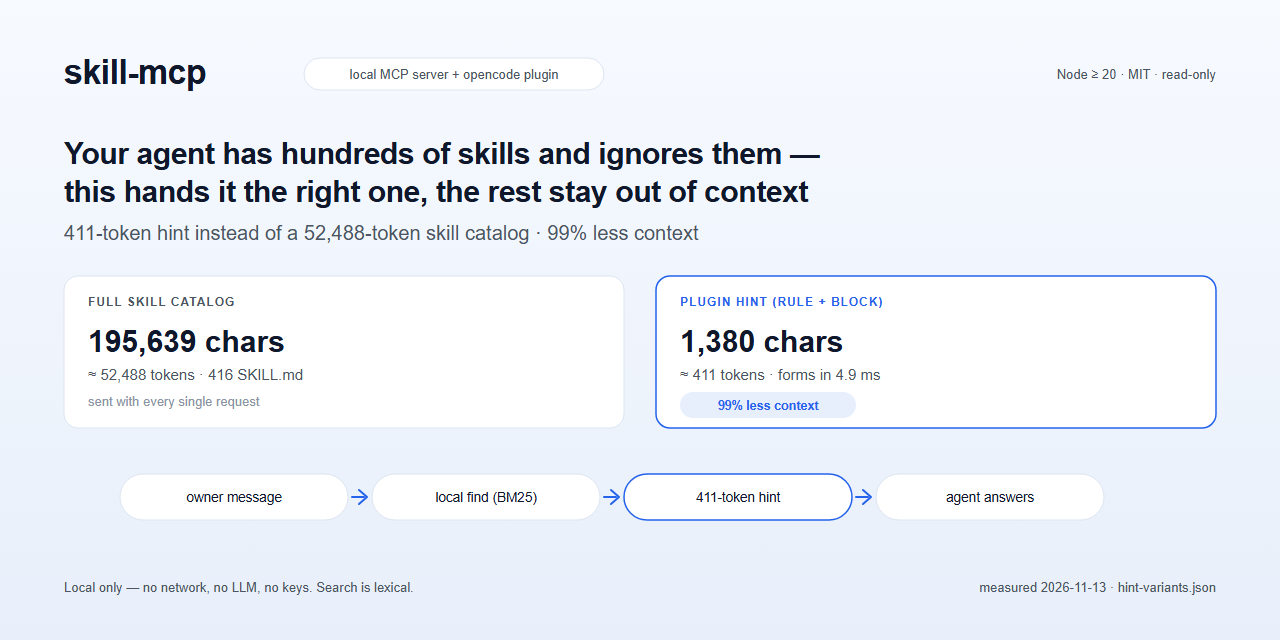 skill-mcp
local MCP server + opencode plugin
Node ≥ 20 · MIT · read-only
Your agent has hundreds of skills and ignores them —
this hands it the right one, the rest stay out of context
411-token hint instead of a 52,488-token skill catalog · 99% less context
FULL SKILL CATALOG
195,639 chars
≈ 52,488 tokens · 416 SKILL.md
sent with every single request
PLUGIN HINT (RULE + BLOCK)
1,380 chars
≈ 411 tokens · forms in 4.9 ms
99% less context
owner message
local find (BM25)
411-token hint
agent answers
Local only — no network, no LLM, no keys. Search is lexical.
measured 2026-11-13 · hint-variants.json